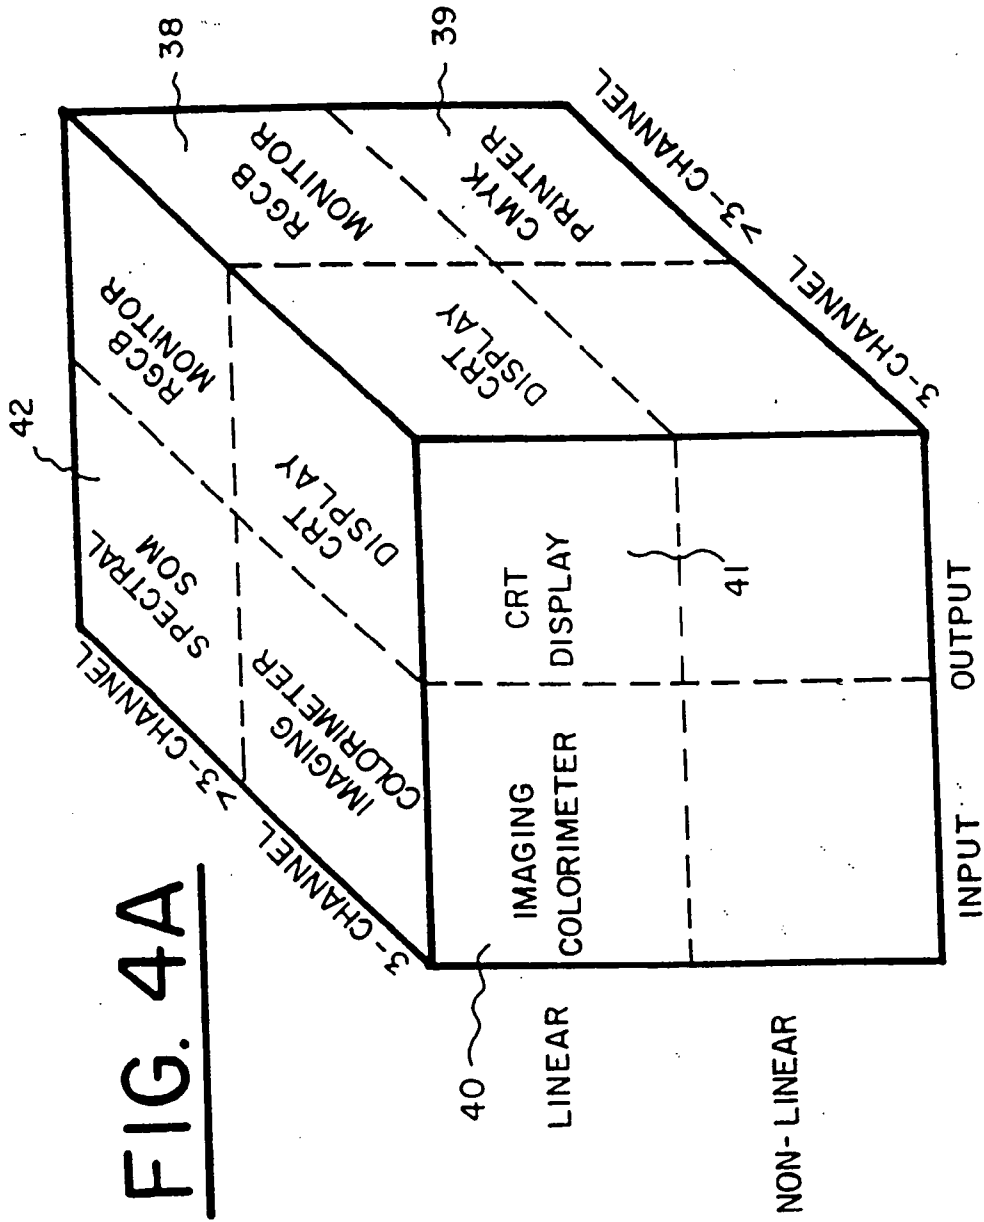 FIG. 4A
42
38
39
40
41
3-CHANNEL
>3-CHANNEL
SPECTRAL
SOM
RGCB
MONITOR
IMAGING
COLORIMETER
CRT
DISPLAY
RGCB
MONITOR
CMYK
PRINTER
CRT
DISPLAY
>3-CHANNEL
3-CHANNEL
LINEAR
IMAGING
COLORIMETER
CRT
DISPLAY
NON-LINEAR
INPUT
OUTPUT